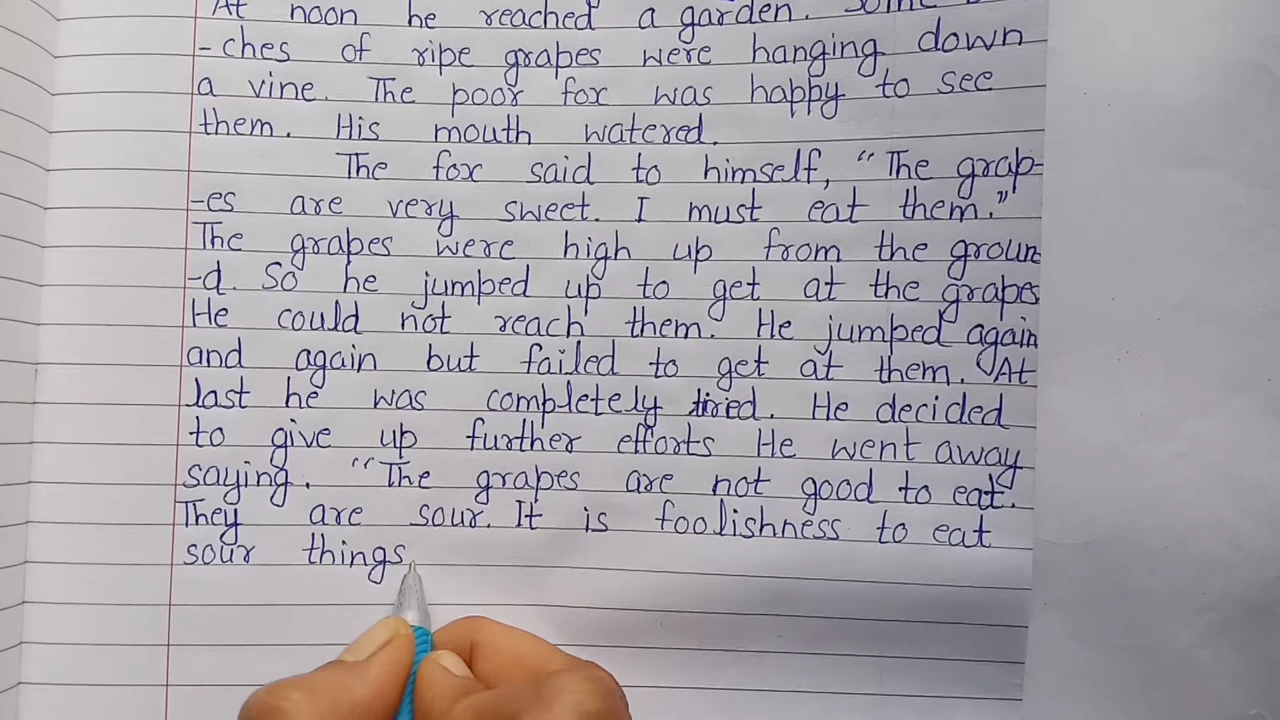 At noon he reached a garden. Some
-ches of ripe grapes were hanging down
a vine. The poor fox was happy to see
them. His mouth watered.
The fox said to himself, "The grap-
-es are very sweet. I must eat them."
The grapes were high up from the groun
-d. So he jumped up to get at the grapes
He could not reach them. He jumped again
and again but failed to get at them. At
last he was completely tired. He decided
to give up further efforts He went away
saying. "The grapes are not good to eat.
They are sour. It is foolishness to eat
sour things